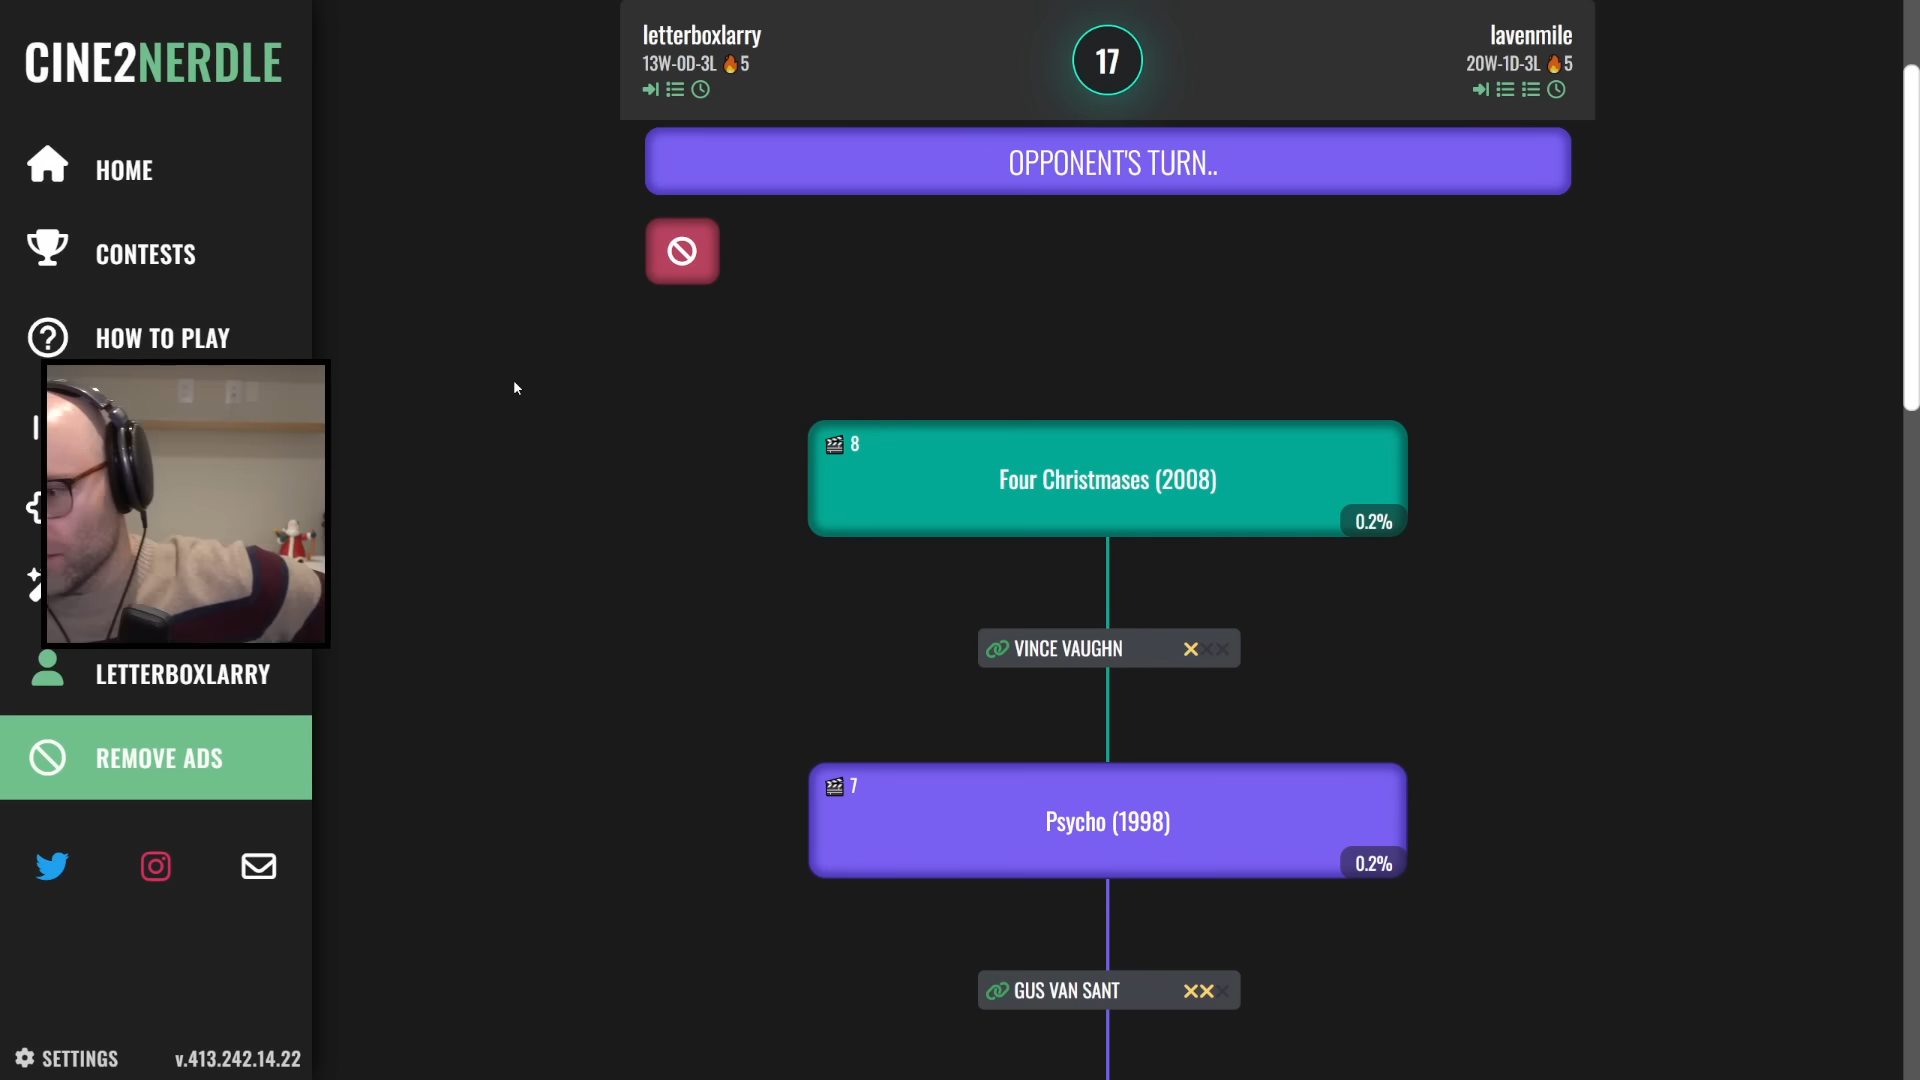 CINE2NERDLE
HOME
CONTESTS
HOW TO PLAY
LETTERBOXLARRY
REMOVE ADS
SETTINGS
v.413.242.14.22
letterboxlarry
13W-0D-3L 🔥5
17
lavenmile
20W-1D-3L 🔥5
OPPONENT'S TURN..
8
Four Christmases (2008)
0.2%
VINCE VAUGHN
7
Psycho (1998)
0.2%
GUS VAN SANT